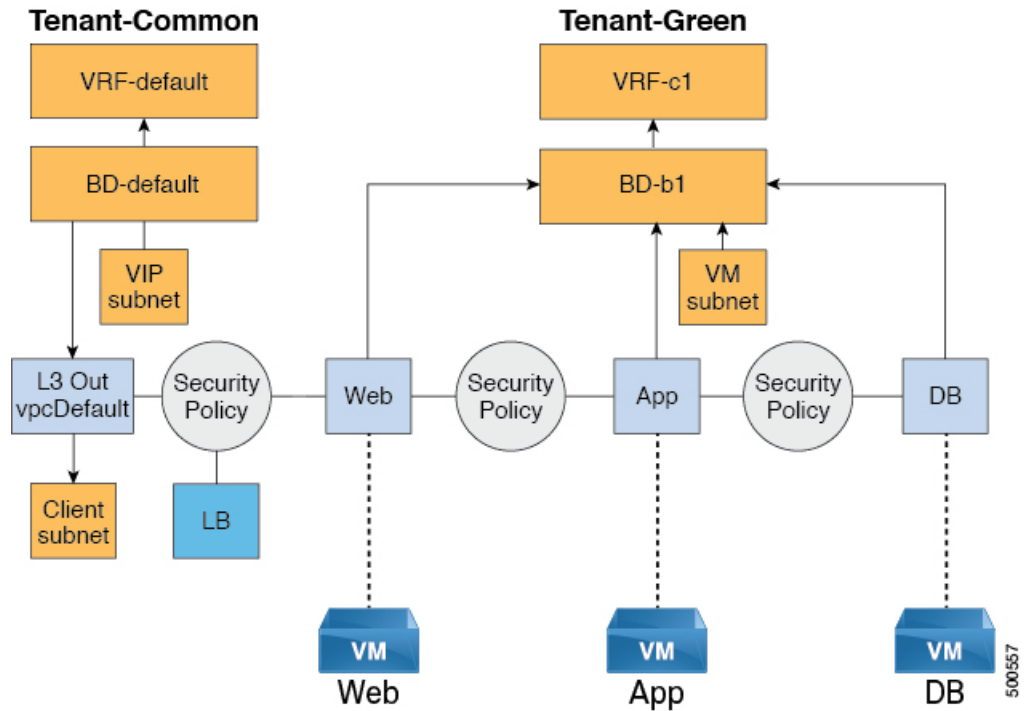 Tenant-Common
Tenant-Green
VRF-default
VRF-c1
BD-default
BD-b1
VIP
subnet
VM
subnet
L3 Out
vpcDefault
Security
Policy
Web
Security
Policy
App
Security
Policy
DB
Client
subnet
LB
VM
VM
VM
Web
App
DB
500557